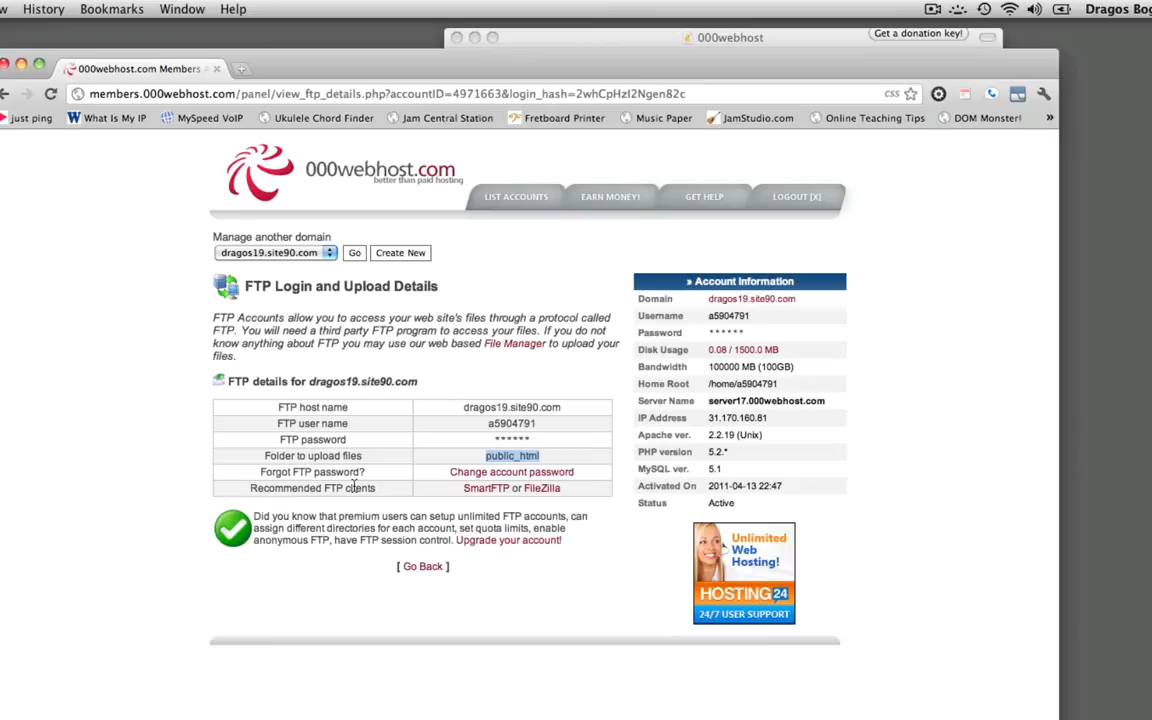 History Bookmarks Window Help Dragos Bog
000webhost Get a donation key!
000webhost.com Members
members.000webhost.com/panel/view_ftp_details.php?accountID=4971663&login_hash=2whCpHzI2Ngen82c css
just ping What Is My IP MySpeed VoIP Ukulele Chord Finder Jam Central Station Fretboard Printer Music Paper JamStudio.com Online Teaching Tips DOM Monster! »
000webhost.com
better than paid hosting
LIST ACCOUNTS EARN MONEY! GET HELP LOGOUT [X]
Manage another domain
dragos19.site90.com Go Create New
FTP Login and Upload Details
FTP Accounts allow you to access your web site's files through a protocol called
FTP. You will need a third party FTP program to access your files. If you do not
know anything about FTP you may use our web based File Manager to upload your
files.
FTP details for dragos19.site90.com
FTP host name dragos19.site90.com
FTP user name a5904791
FTP password ******
Folder to upload files public_html
Forgot FTP password? Change account password
Recommended FTP clients SmartFTP or FileZilla
Did you know that premium users can setup unlimited FTP accounts, can
assign different directories for each account, set quota limits, enable
anonymous FTP, have FTP session control. Upgrade your account!
[ Go Back ]
» Account Information
Domain dragos19.site90.com
Username a5904791
Password ******
Disk Usage 0.08 / 1500.0 MB
Bandwidth 100000 MB (100GB)
Home Root /home/a5904791
Server Name server17.000webhost.com
IP Address 31.170.160.81
Apache ver. 2.2.19 (Unix)
PHP version 5.2.*
MySQL ver. 5.1
Activated On 2011-04-13 22:47
Status Active
Unlimited
Web
Hosting!
HOSTING24
24/7 USER SUPPORT